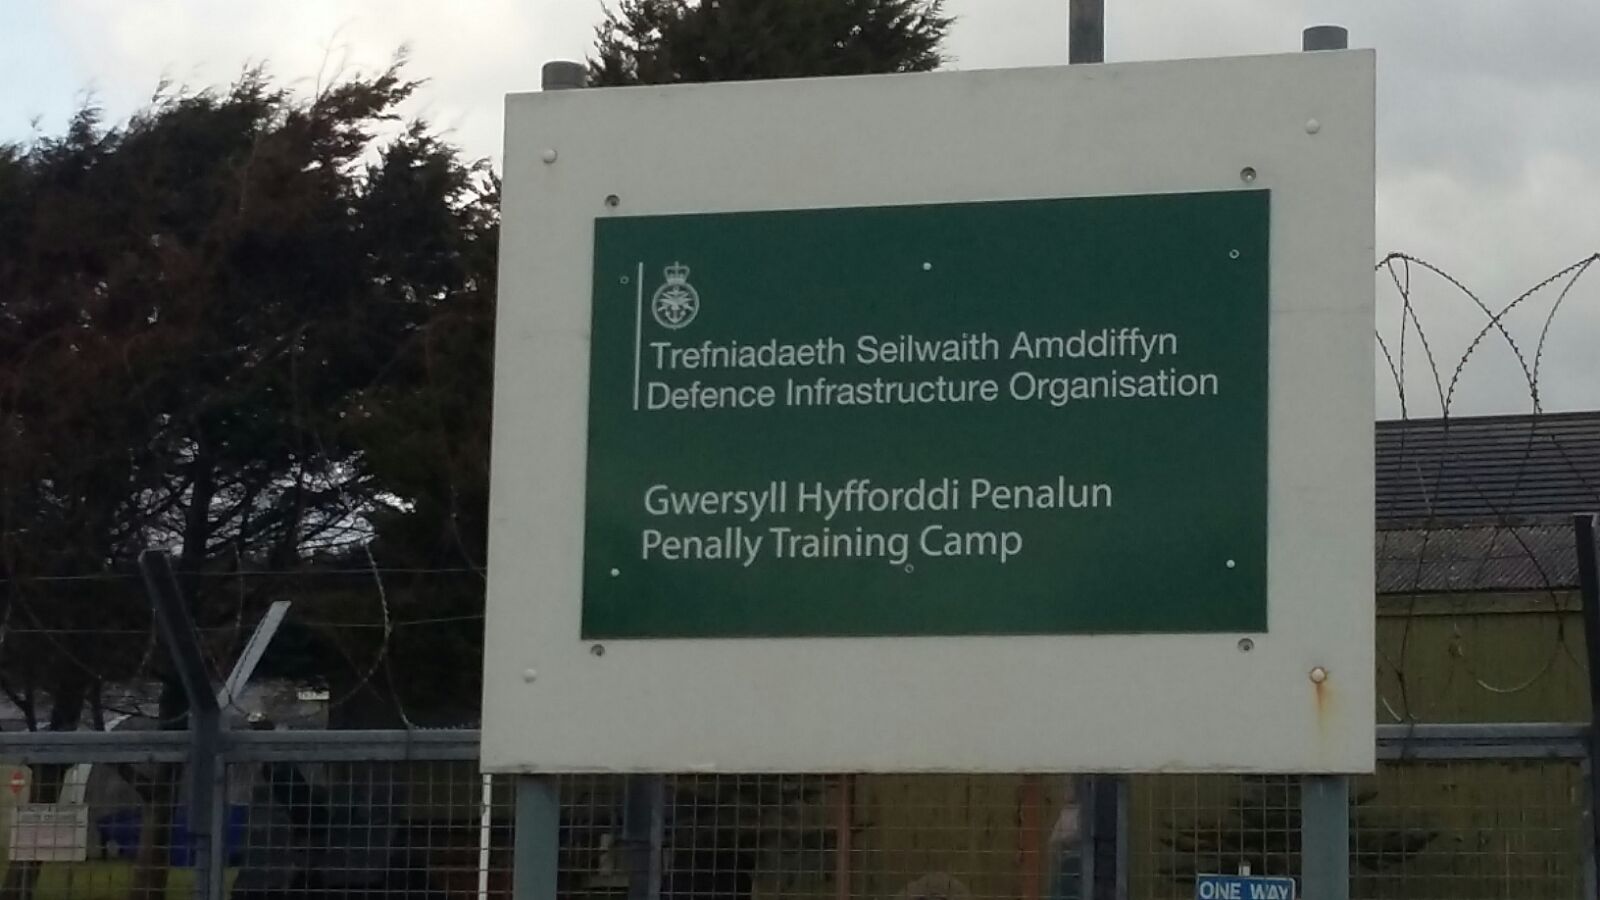 Trefniadaeth Seilwaith Amddiffyn
Defence Infrastructure Organisation
Gwersyll Hyfforddi Penalun
Penally Training Camp
ONE WAY